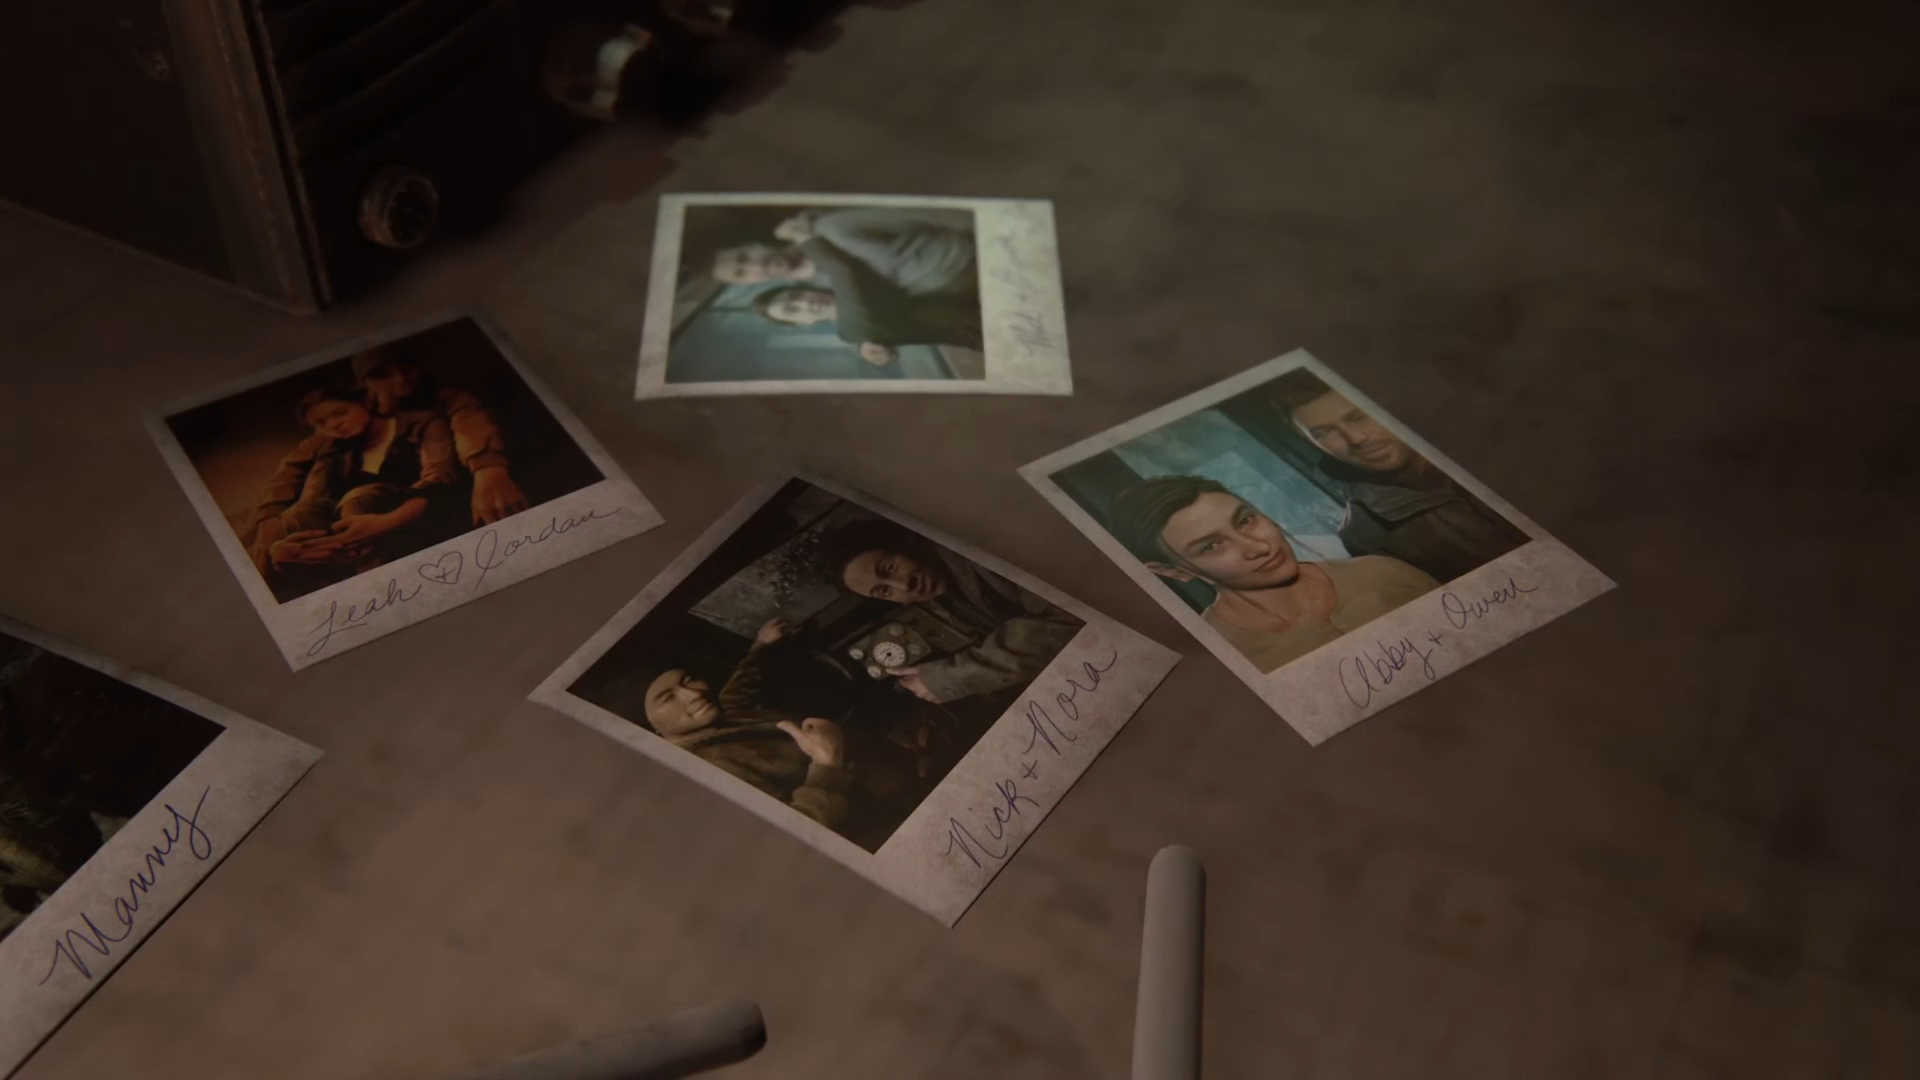 Leah + Jordan
Abby + Owen
Nick + Nora
Manny